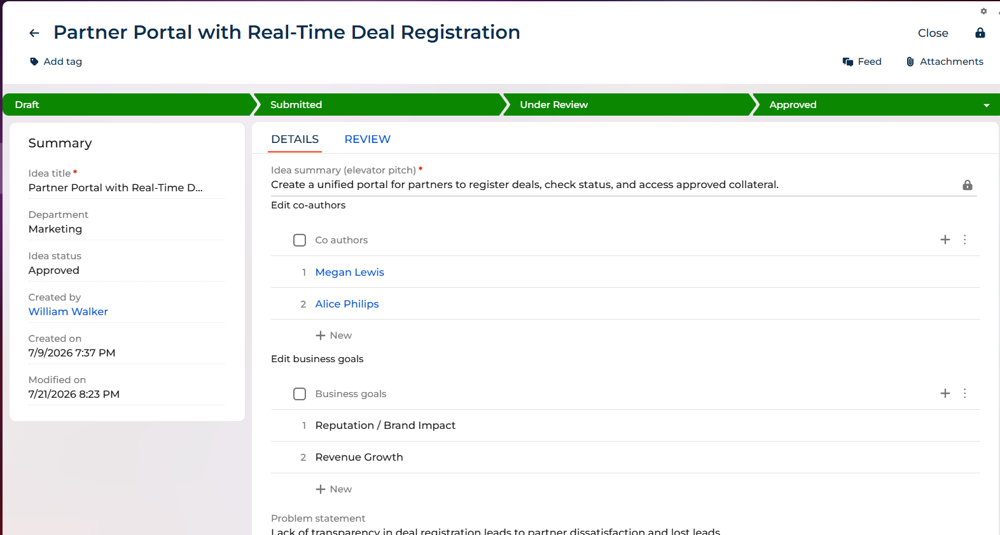 Partner Portal with Real-Time Deal Registration
Close
Add tag
Feed
Attachments
Draft
Submitted
Under Review
Approved
Summary
Idea title *
Partner Portal with Real-Time D...
Department
Marketing
Idea status
Approved
Created by
William Walker
Created on
7/9/2026 7:37 PM
Modified on
7/21/2026 8:23 PM
DETAILS
REVIEW
Idea summary (elevator pitch) *
Create a unified portal for partners to register deals, check status, and access approved collateral.
Edit co-authors
Co authors
1 Megan Lewis
2 Alice Philips
New
Edit business goals
Business goals
1 Reputation / Brand Impact
2 Revenue Growth
New
Problem statement
Lack of transparency in deal registration leads to partner dissatisfaction and lost leads